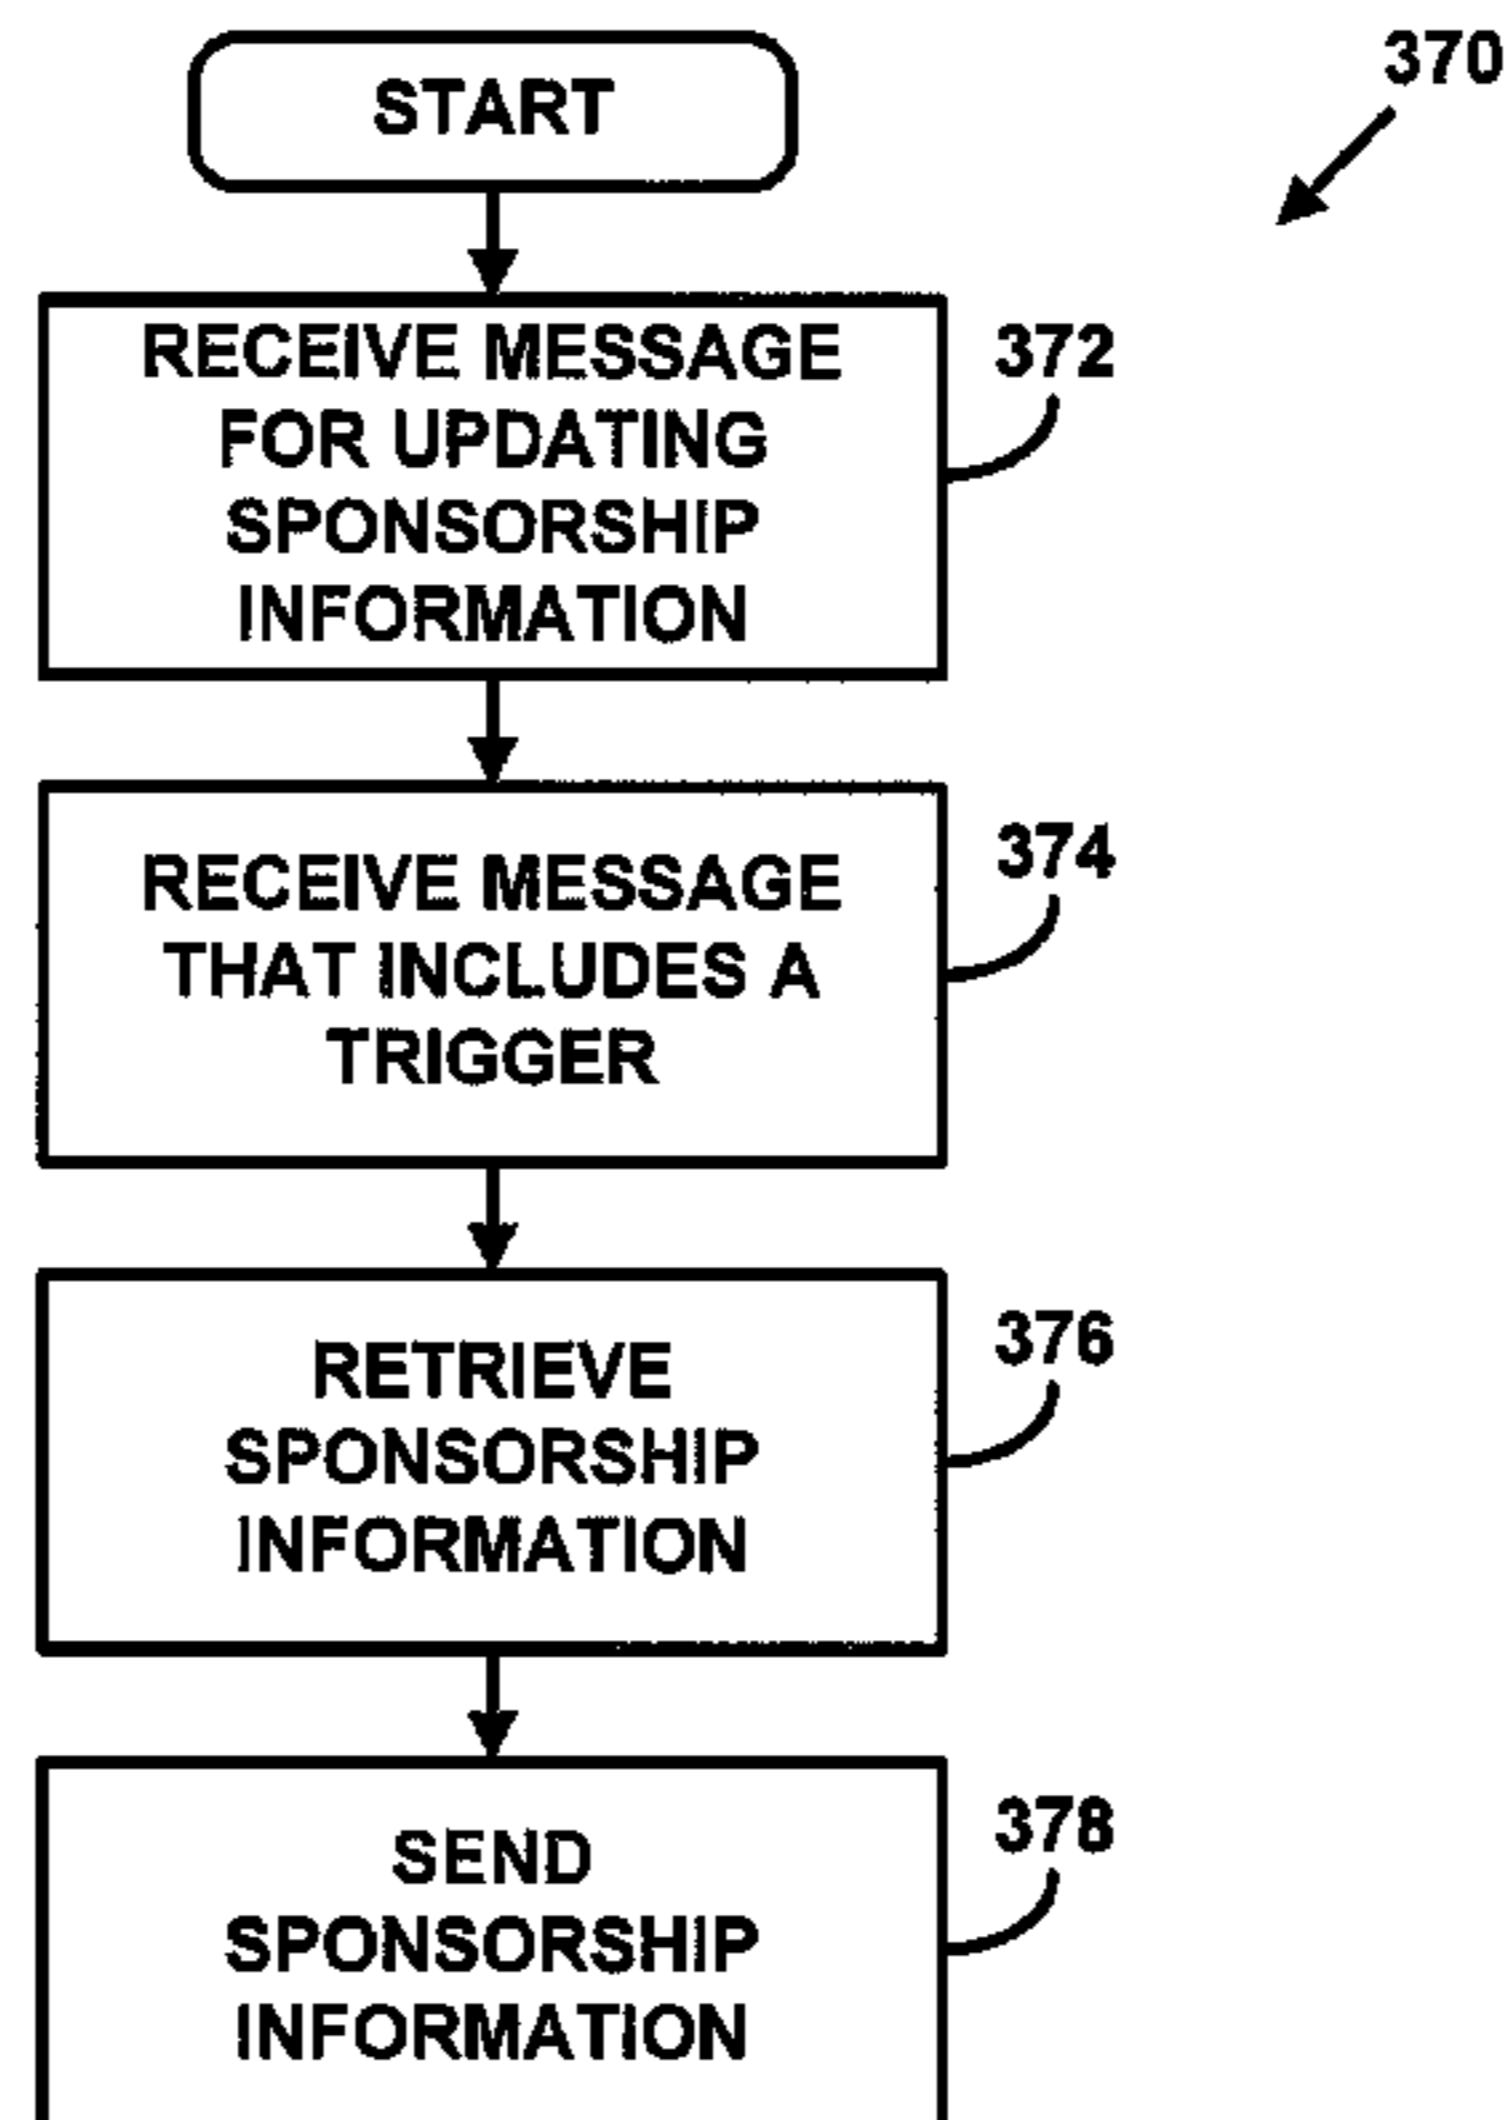 START
370
RECEIVE MESSAGE
FOR UPDATING
SPONSORSHIP
INFORMATION
372
RECEIVE MESSAGE
THAT INCLUDES A
TRIGGER
374
RETRIEVE
SPONSORSHIP
INFORMATION
376
SEND
SPONSORSHIP
INFORMATION
378